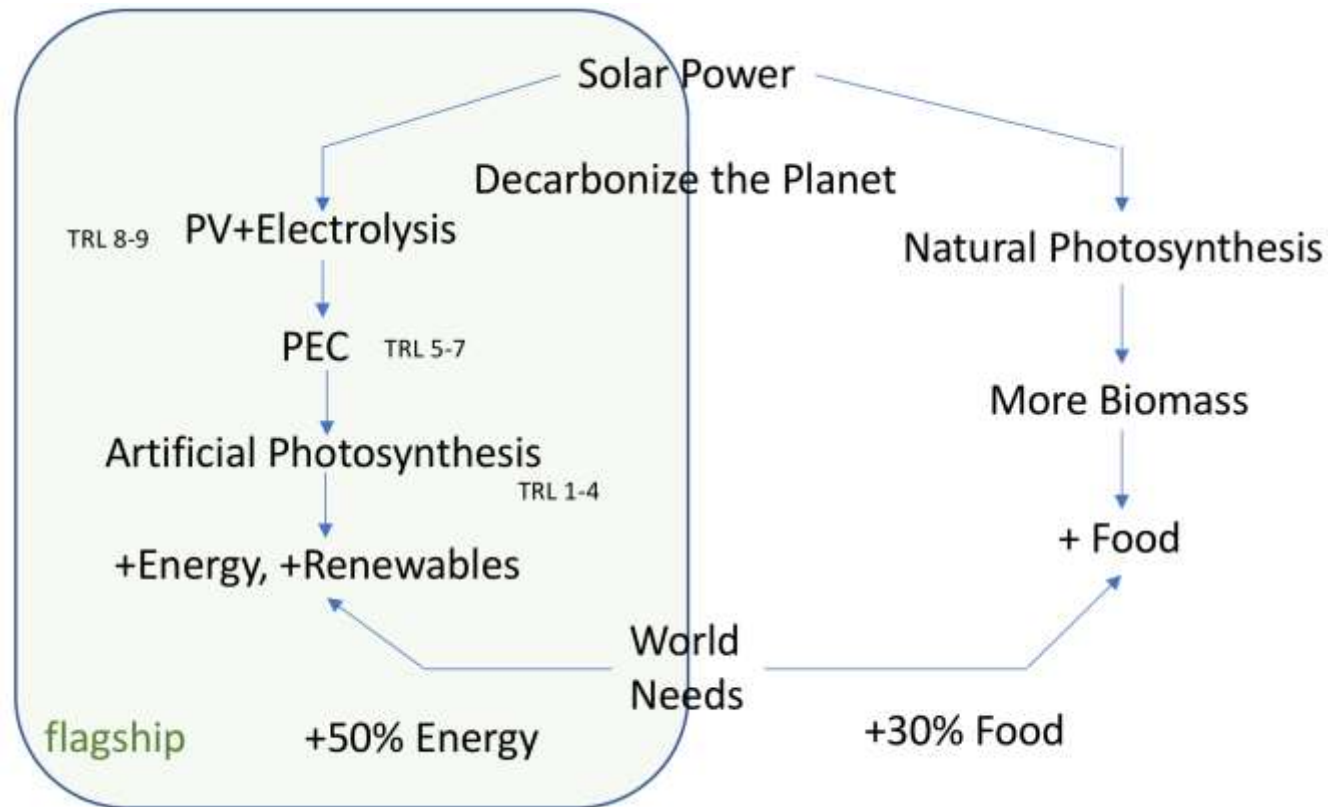 Solar Power
Decarbonize the Planet
TRL 8-9
PV+Electrolysis
Natural Photosynthesis
PEC
TRL 5-7
More Biomass
Artificial Photosynthesis
TRL 1-4
+ Food
+Energy, +Renewables
World
Needs
flagship
+50% Energy
+30% Food